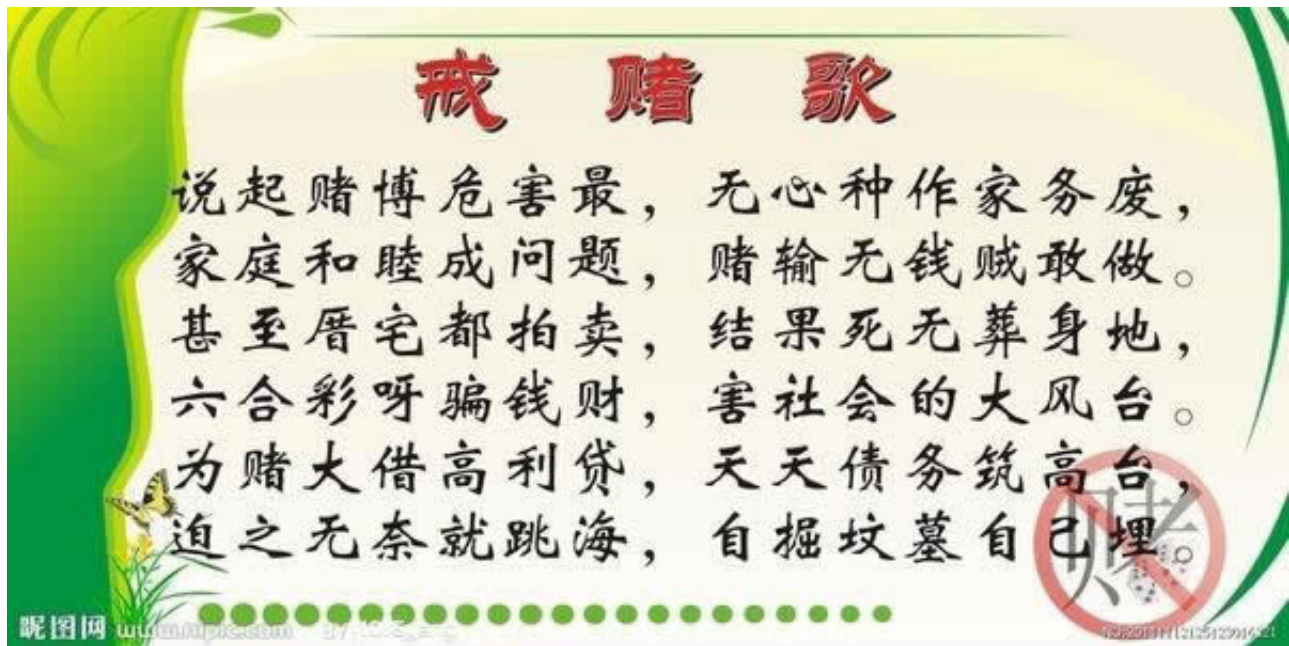 戒赌歌
说起赌博危害最，无心种作家务废，
家庭和睦成问题，赌输无钱贼敢做。
甚至厝宅都拍卖，结果死无葬身地，
六合彩呀骗钱财，害社会的大风台。
为赌大借高利贷，天天债务筑高台，
迫之无奈就跳海，自掘坟墓自己埋。
赌
昵图网 www.nipic.com